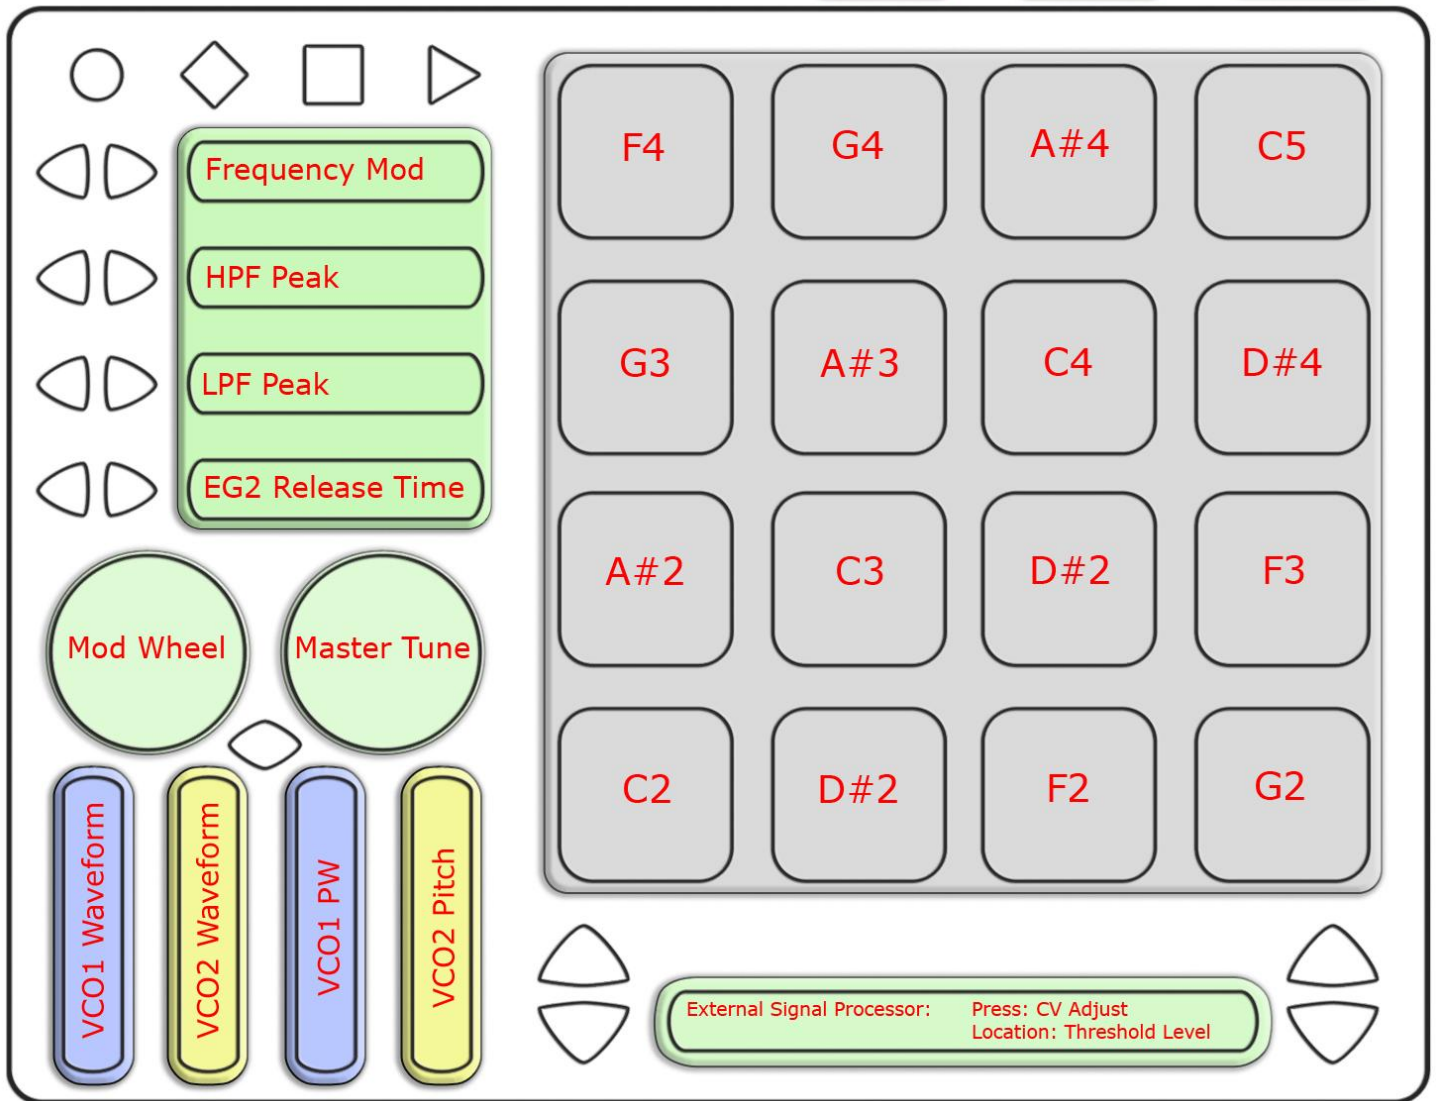 Frequency Mod
HPF Peak
LPF Peak
EG2 Release Time
Mod Wheel
Master Tune
VCO1 Waveform
VCO2 Waveform
VCO1 PW
VCO2 Pitch
F4 G4 A#4 C5
G3 A#3 C4 D#4
A#2 C3 D#2 F3
C2 D#2 F2 G2
External Signal Processor: Press: CV Adjust
Location: Threshold Level